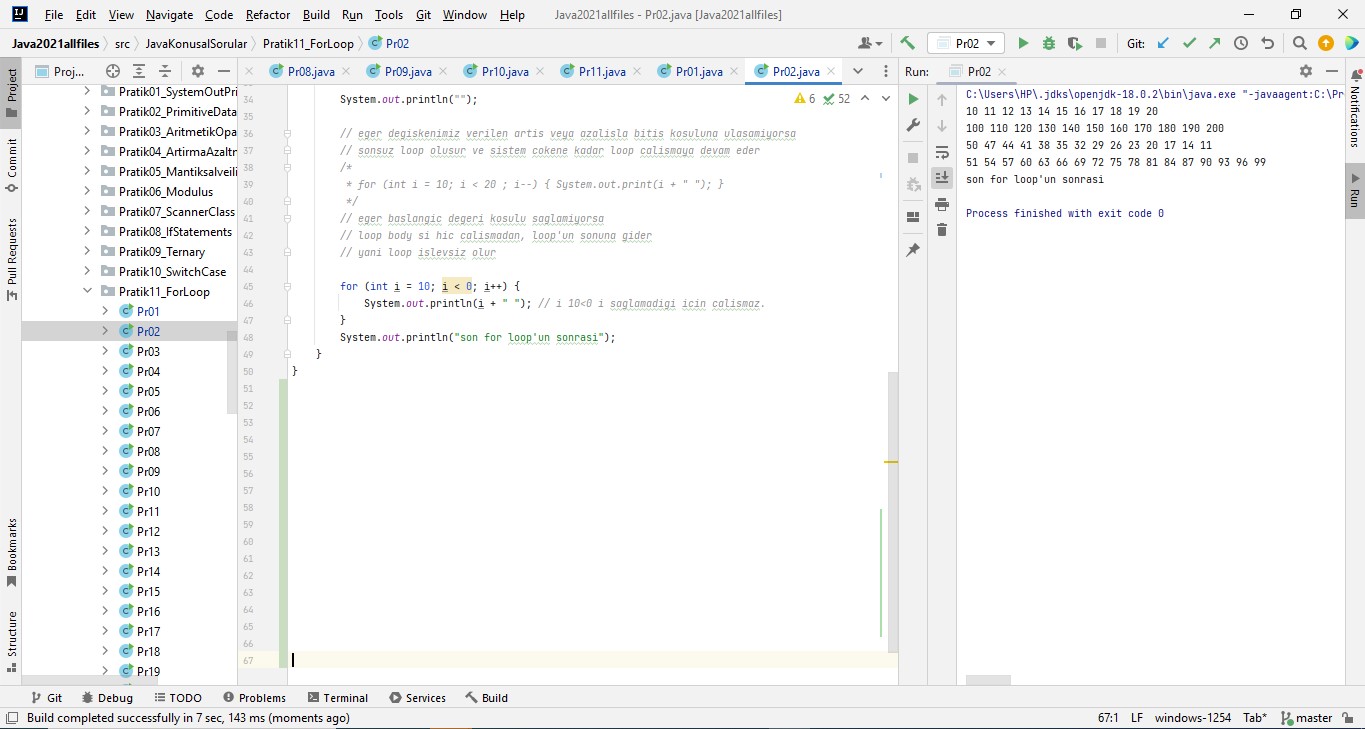 File Edit View Navigate Code Refactor Build Run Tools Git Window Help Java2021allfiles - Pr02.java [Java2021allfiles]
Java2021allfiles src JavaKonusalSorular Pratik11_ForLoop Pr02 Pr02 Git:
Project
Commit
Pull Requests
Bookmarks
Structure
Proj...
Pratik01_SystemOutPri
Pratik02_PrimitiveData
Pratik03_AritmetikOpa
Pratik04_ArtirmaAzaltr
Pratik05_Mantiksalveili
Pratik06_Modulus
Pratik07_ScannerClass
Pratik08_IfStatements
Pratik09_Ternary
Pratik10_SwitchCase
Pratik11_ForLoop
Pr01
Pr02
Pr03
Pr04
Pr05
Pr06
Pr07
Pr08
Pr09
Pr10
Pr11
Pr12
Pr13
Pr14
Pr15
Pr16
Pr17
Pr18
Pr19
Pr08.java Pr09.java Pr10.java Pr11.java Pr01.java Pr02.java
6 52
34 System.out.println("");
35
36 // eger degiskenimiz verilen artis veya azalisla bitis kosuluna ulasamiyorsa
37 // sonsuz loop olusur ve sistem cokene kadar loop calismaya devam eder
38 /*
39 * for (int i = 10; i < 20 ; i--) { System.out.print(i + " "); }
40 */
41 // eger baslangic degeri kosulu saglamiyorsa
42 // loop body si hic calismadan, loop'un sonuna gider
43 // yani loop islevsiz olur
44
45 for (int i = 10; i < 0; i++) {
46 System.out.println(i + " "); // i 10<0 i saglamadigi icin calismaz.
47 }
48 System.out.println("son for loop'un sonrasi");
49 }
50 }
51
52
53
54
55
56
57
58
59
60
61
62
63
64
65
66
67
Run: Pr02
C:\Users\HP\.jdks\openjdk-18.0.2\bin\java.exe "-javaagent:C:\Pr
10 11 12 13 14 15 16 17 18 19 20
100 110 120 130 140 150 160 170 180 190 200
50 47 44 41 38 35 32 29 26 23 20 17 14 11
51 54 57 60 63 66 69 72 75 78 81 84 87 90 93 96 99
son for loop'un sonrasi
Process finished with exit code 0
Notifications
Run
Git Debug TODO Problems Terminal Services Build
Build completed successfully in 7 sec, 143 ms (moments ago) 67:1 LF windows-1254 Tab* master